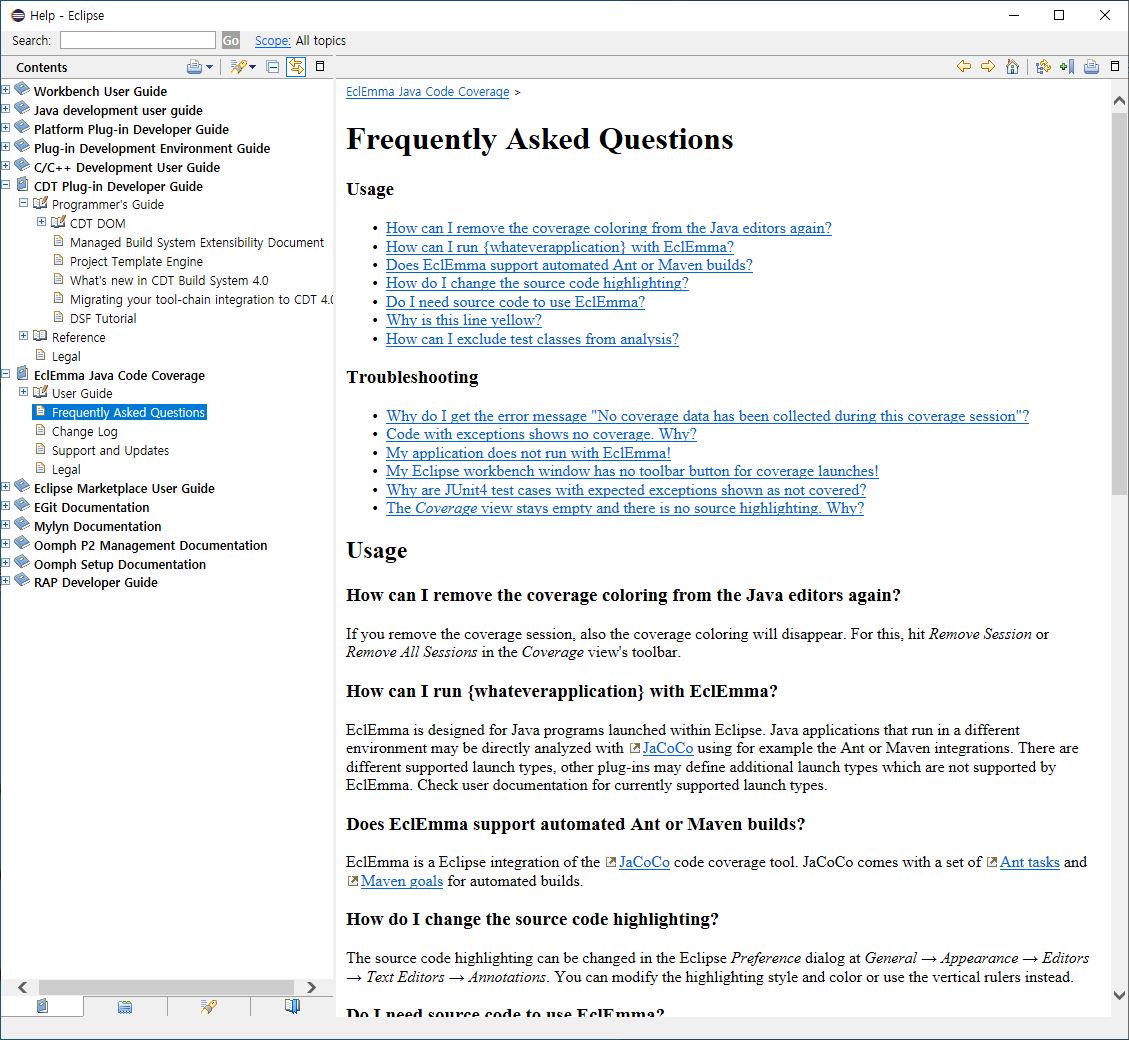 Help - Eclipse
Search:
Go
Scope: All topics
Contents
Workbench User Guide
Java development user guide
Platform Plug-in Developer Guide
Plug-in Development Environment Guide
C/C++ Development User Guide
CDT Plug-in Developer Guide
Programmer's Guide
CDT DOM
Managed Build System Extensibility Document
Project Template Engine
What's new in CDT Build System 4.0
Migrating your tool-chain integration to CDT 4.0
DSF Tutorial
Reference
Legal
EclEmma Java Code Coverage
User Guide
Frequently Asked Questions
Change Log
Support and Updates
Legal
Eclipse Marketplace User Guide
EGit Documentation
Mylyn Documentation
Oomph P2 Management Documentation
Oomph Setup Documentation
RAP Developer Guide
EclEmma Java Code Coverage >
Frequently Asked Questions
Usage
• How can I remove the coverage coloring from the Java editors again?
• How can I run {whateverapplication} with EclEmma?
• Does EclEmma support automated Ant or Maven builds?
• How do I change the source code highlighting?
• Do I need source code to use EclEmma?
• Why is this line yellow?
• How can I exclude test classes from analysis?
Troubleshooting
• Why do I get the error message "No coverage data has been collected during this coverage session"?
• Code with exceptions shows no coverage. Why?
• My application does not run with EclEmma!
• My Eclipse workbench window has no toolbar button for coverage launches!
• Why are JUnit4 test cases with expected exceptions shown as not covered?
• The Coverage view stays empty and there is no source highlighting. Why?
Usage
How can I remove the coverage coloring from the Java editors again?
If you remove the coverage session, also the coverage coloring will disappear. For this, hit Remove Session or
Remove All Sessions in the Coverage view's toolbar.
How can I run {whateverapplication} with EclEmma?
EclEmma is designed for Java programs launched within Eclipse. Java applications that run in a different
environment may be directly analyzed with JaCoCo using for example the Ant or Maven integrations. There are
different supported launch types, other plug-ins may define additional launch types which are not supported by
EclEmma. Check user documentation for currently supported launch types.
Does EclEmma support automated Ant or Maven builds?
EclEmma is a Eclipse integration of the JaCoCo code coverage tool. JaCoCo comes with a set of Ant tasks and
Maven goals for automated builds.
How do I change the source code highlighting?
The source code highlighting can be changed in the Eclipse Preference dialog at General → Appearance → Editors
→ Text Editors → Annotations. You can modify the highlighting style and color or use the vertical rulers instead.
Do I need source code to use EclEmma?